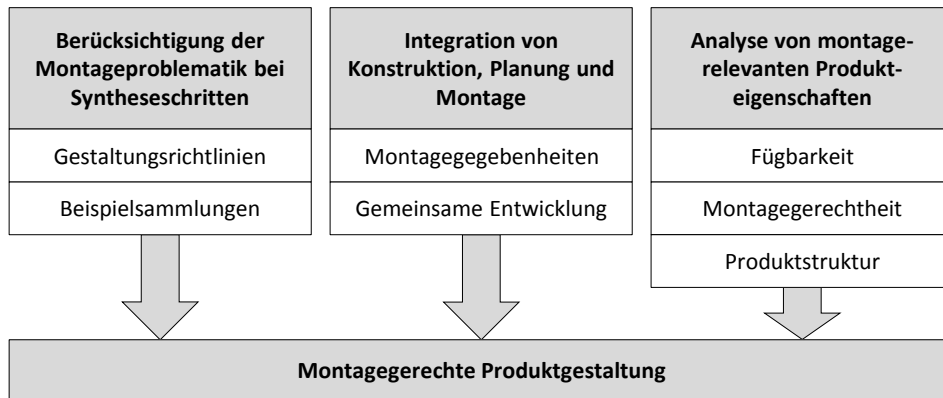 Berücksichtigung der
Montageproblematik bei
Syntheseschritten
Gestaltungsrichtlinien
Beispielsammlungen
Integration von
Konstruktion, Planung und
Montage
Montagegegebenheiten
Gemeinsame Entwicklung
Analyse von montage-
relevanten Produkt-
eigenschaften
Fügbarkeit
Montagegerechtheit
Produktstruktur
Montagegerechte Produktgestaltung